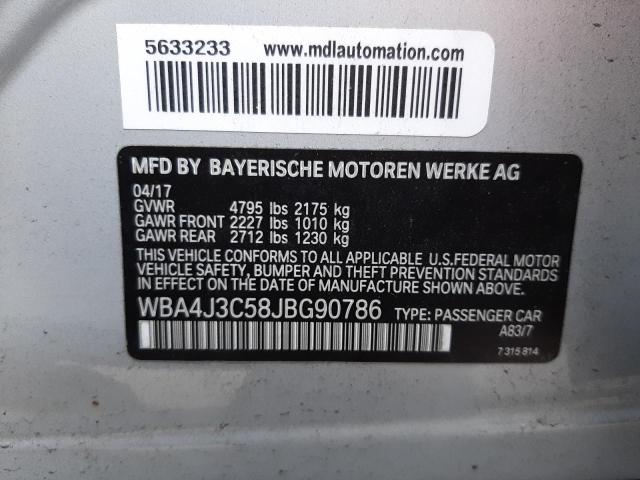 5633233 www.mdlautomation.com
MFD BY BAYERISCHE MOTOREN WERKE AG
04/17
GVWR 4795 lbs 2175 kg
GAWR FRONT 2227 lbs 1010 kg
GAWR REAR 2712 lbs 1230 kg
THIS VEHICLE CONFORMS TO ALL APPLICABLE U.S.FEDERAL MOTOR
VEHICLE SAFETY, BUMPER AND THEFT PREVENTION STANDARDS
IN EFFECT ON THE DATE OF MANUFACTURE SHOWN ABOVE.
WBA4J3C58JBG90786 TYPE: PASSENGER CAR
A83/7
7 315 814